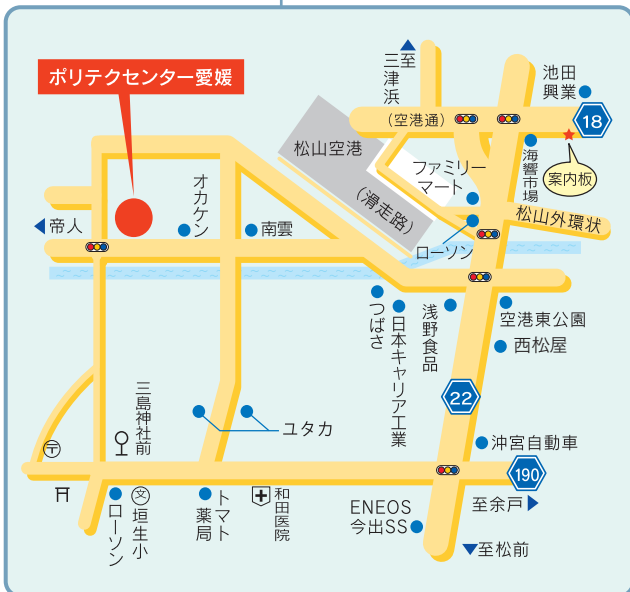 ポリテクセンター愛媛
至三津浜
池田
興業
(空港通)
18
松山空港
海響市場
案内板
ファミリー
マート
(滑走路)
オカケン
南雲
帝人
ローソン
松山外環状
つばさ
日本キャリア工業
浅野食品
空港東公園
西松屋
22
三島神社前
ユタカ
沖宮自動車
〒
190
文
垣生小
ローソン
トマト
薬局
和田医院
至余戸
ENEOS
今出SS
至松前